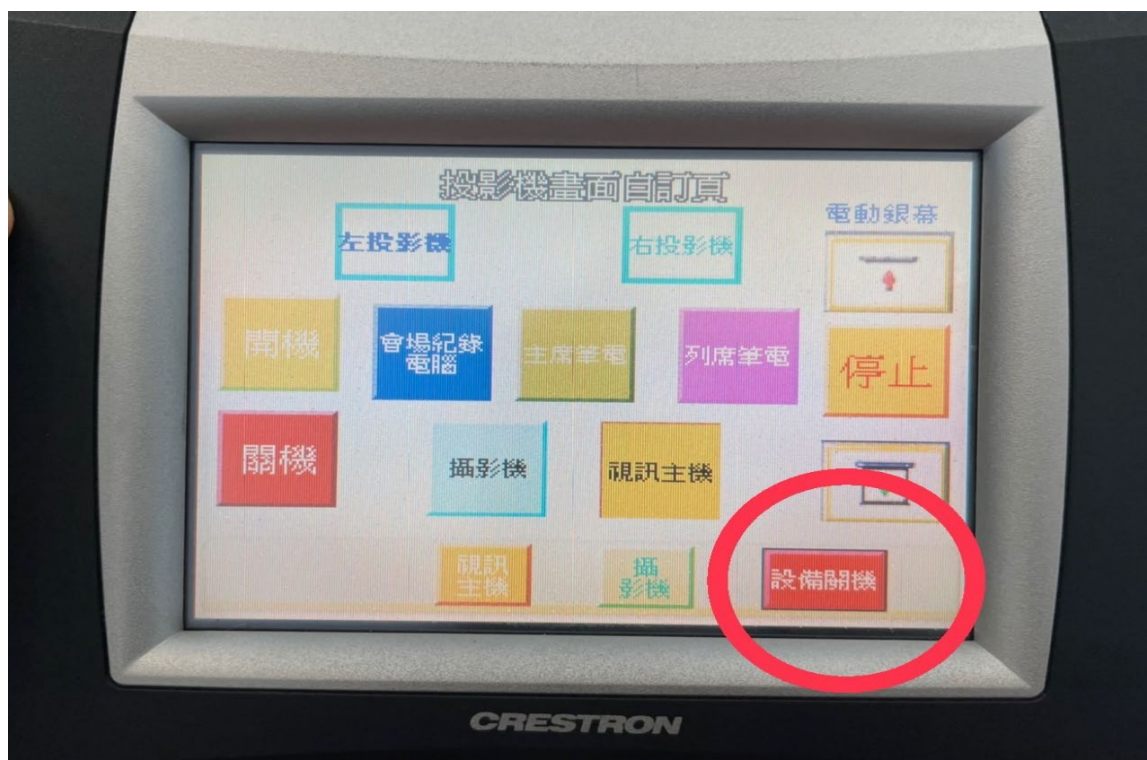 投影機畫面自訂頁
左投影機
右投影機
電動銀幕
開機
會場紀錄
電腦
主席筆電
列席筆電
停止
關機
攝影機
視訊主機
視訊
主機
攝
影機
設備關機
CRESTRON